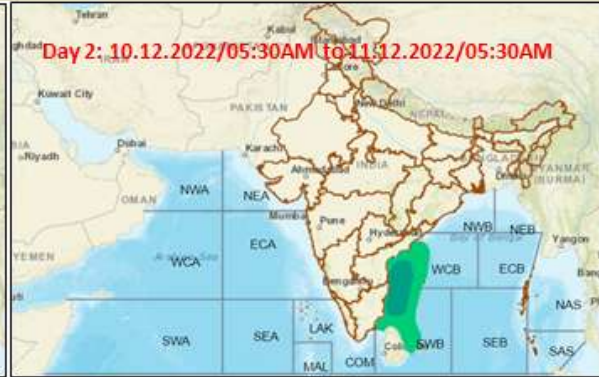 Day 2: 10.12.2022/05:30AM to 11.12.2022/05:30AM
Tehran
Kabul
Kuwait City
PAKISTAN
New Delhi
NEPAL
Riyadh
Dubai
Karachi
Ahmedabad
INDIA
MYANMAR
(BURMA)
OMAN
NWA
NEA
Mumbai
Pune
Hyderabad
NWB
NEB
Yangon
YEMEN
WCA
ECA
WCB
ECB
NAS
SWA
SEA
LAK
SWB
SEB
SAS
MAL
COM